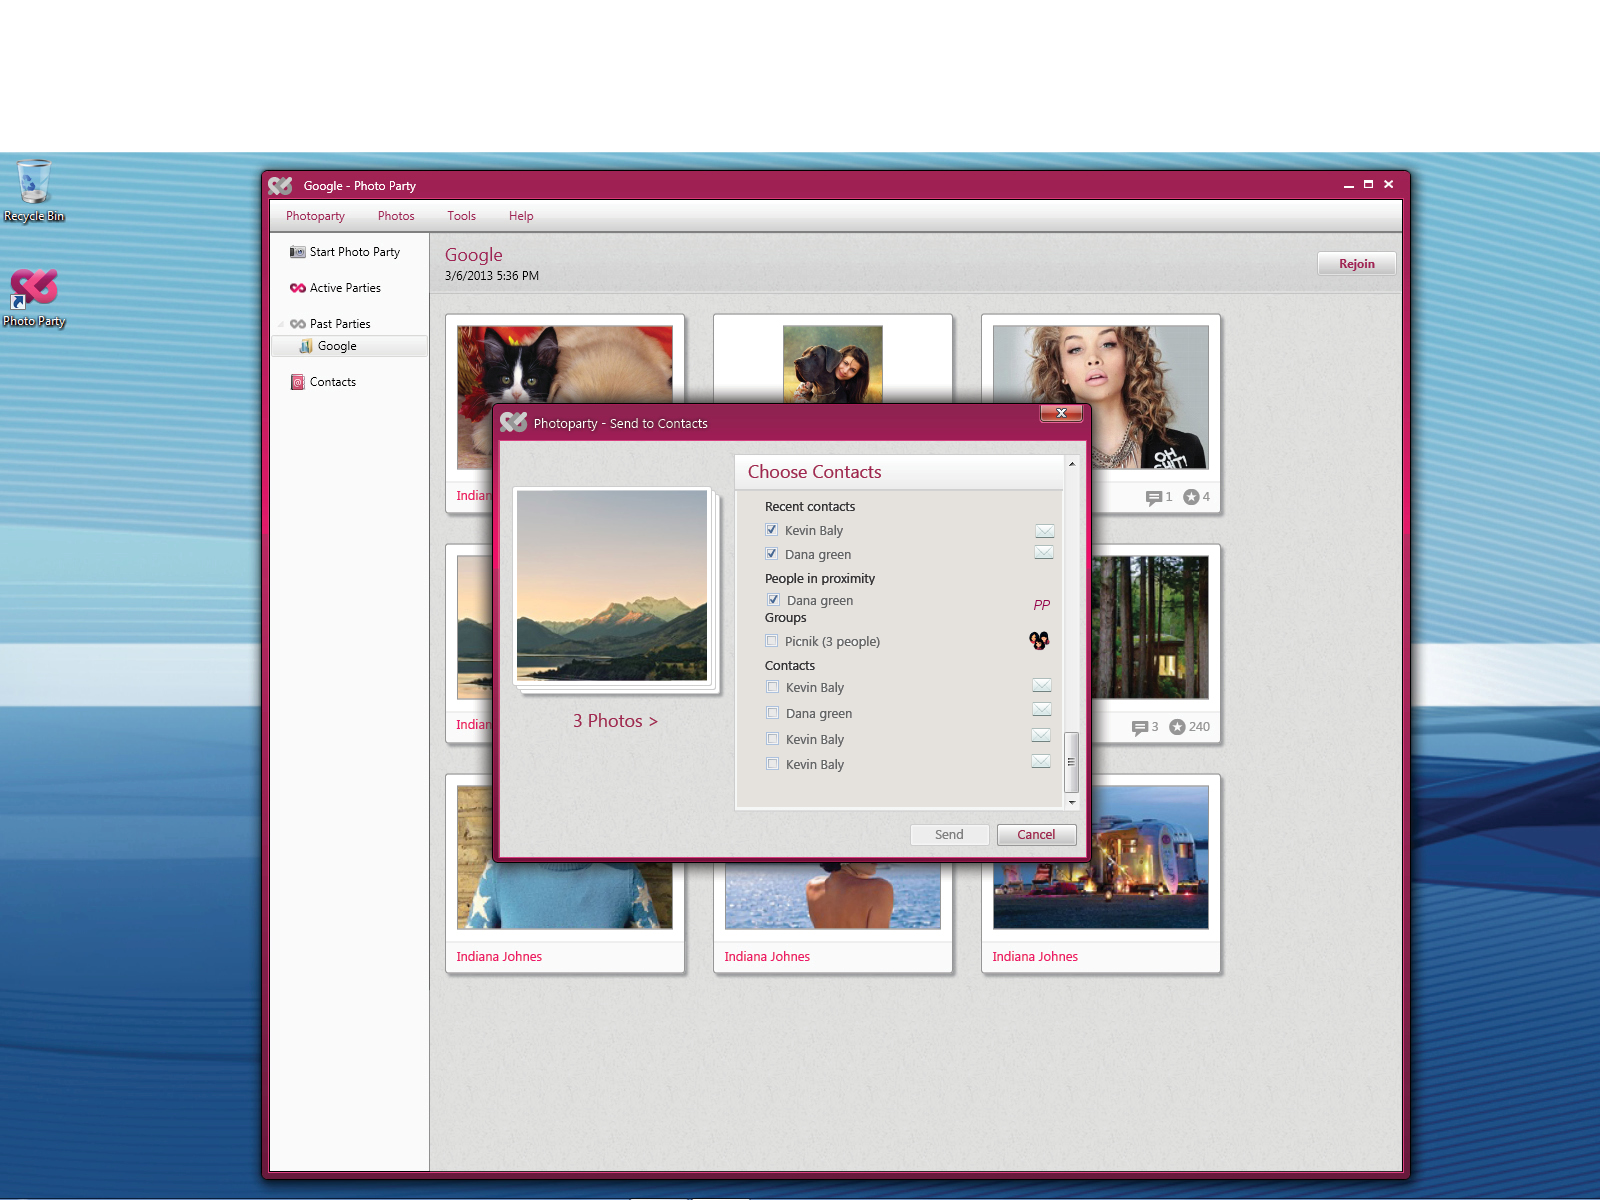 Recycle Bin
Photo Party
Google - Photo Party
Photoparty Photos Tools Help
Start Photo Party
Active Parties
Past Parties
Google
Contacts
Google
3/6/2013 5:36 PM
Rejoin
Indian
1 4
Indian
3 240
Indiana Johnes
Indiana Johnes
Indiana Johnes
Photoparty - Send to Contacts
3 Photos >
Choose Contacts
Recent contacts
Kevin Baly
Dana green
People in proximity
Dana green
PP
Groups
Picnik (3 people)
Contacts
Kevin Baly
Dana green
Kevin Baly
Kevin Baly
Send Cancel